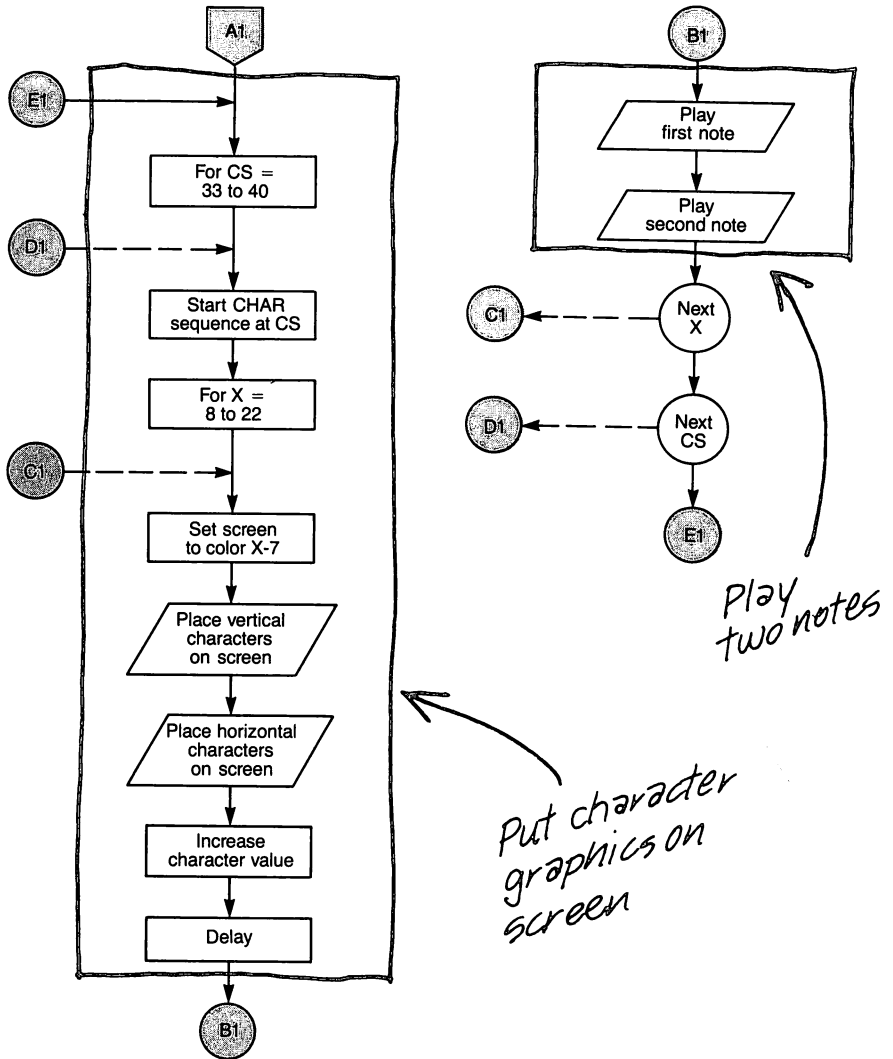 A1
E1
For CS =
33 to 40
D1
Start CHAR
sequence at CS
For X =
8 to 22
C1
Set screen
to color X-7
Place vertical
characters
on screen
Place horizontal
characters
on screen
Increase
character value
Delay
B1
B1
Play
first note
Play
second note
Next
X
C1
Next
CS
D1
E1
Play
two notes
Put character
graphics on
screen